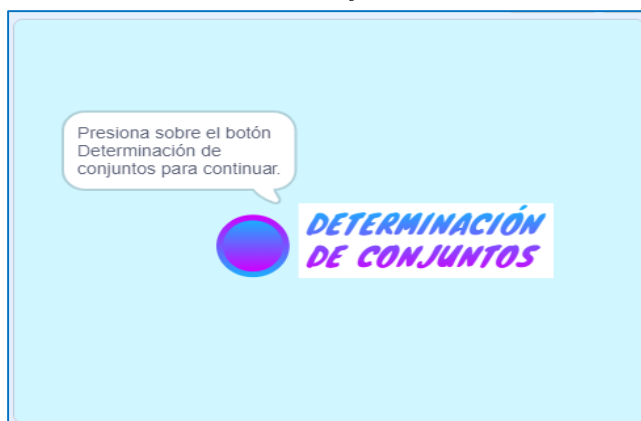 Presiona sobre el botón
Determinación de
conjuntos para continuar.
DETERMINACIÓN
DE CONJUNTOS